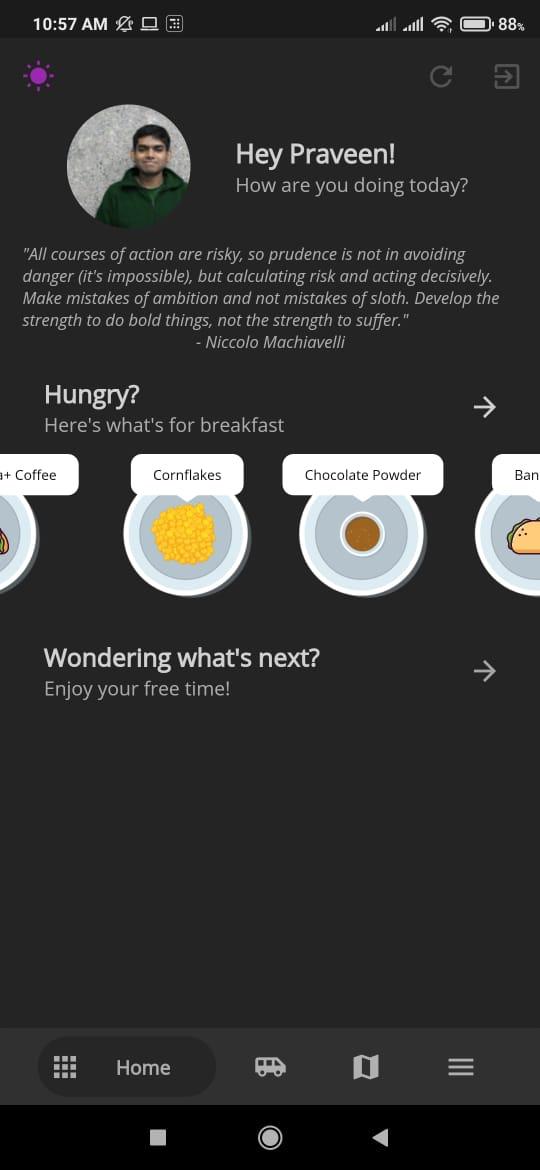 10:57 AM 88%
Hey Praveen!
How are you doing today?
"All courses of action are risky, so prudence is not in avoiding
danger (it's impossible), but calculating risk and acting decisively.
Make mistakes of ambition and not mistakes of sloth. Develop the
strength to do bold things, not the strength to suffer."
- Niccolo Machiavelli
Hungry?
Here's what's for breakfast
Coffee Cornflakes Chocolate Powder
Wondering what's next?
Enjoy your free time!
Home